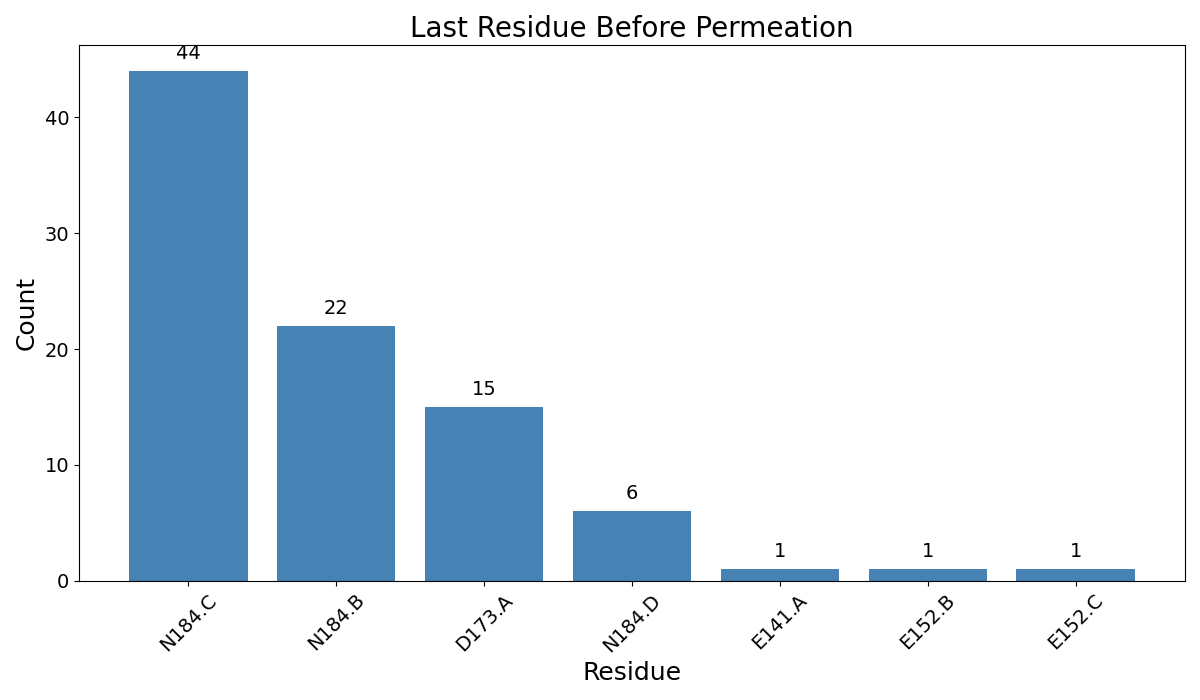 Last Residue Before Permeation
44
22
15
6
1
1
1
40
30
20
10
0
Count
N184.C
N184.B
D173.A
N184.D
E141.A
E152.B
E152.C
Residue